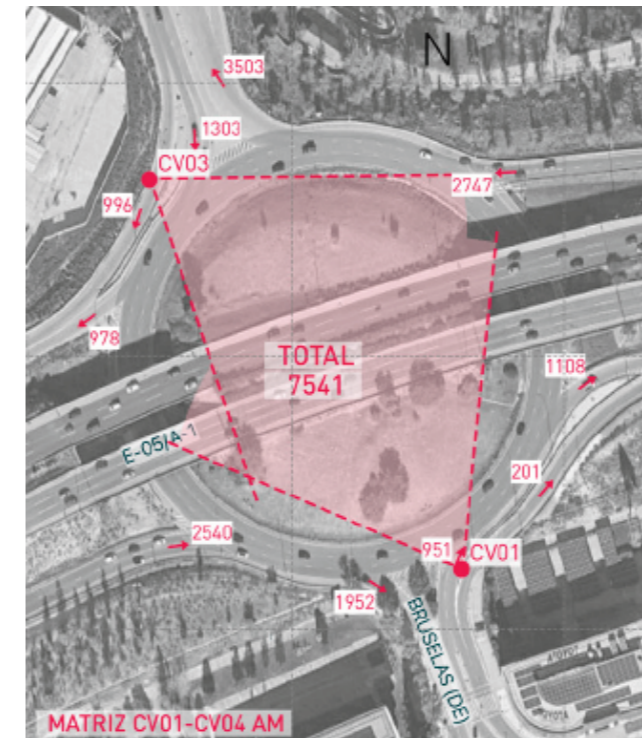 N
3503
1303
CV03
2747
996
978
TOTAL
7541
1108
E-05/A-1
201
2540
951
CV01
1952
BRUSELAS (DE)
MATRIZ CV01-CV04 AM